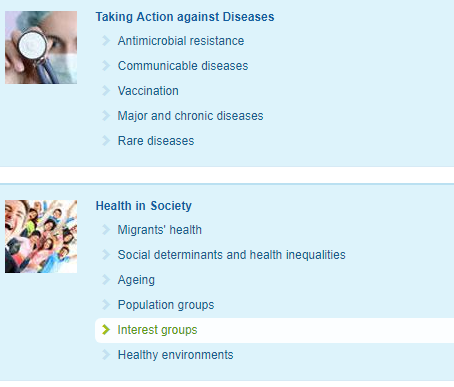 Taking Action against Diseases
Antimicrobial resistance
Communicable diseases
Vaccination
Major and chronic diseases
Rare diseases
Health in Society
Migrants' health
Social determinants and health inequalities
Ageing
Population groups
Interest groups
Healthy environments